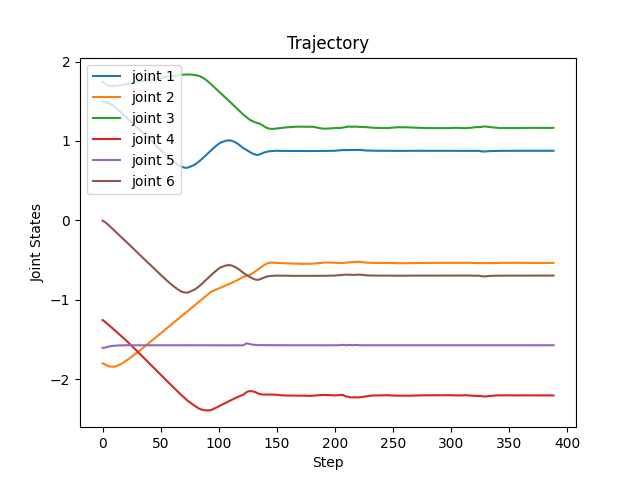 Trajectory
2
1
0
−1
−2
Joint States
joint 1
joint 2
joint 3
joint 4
joint 5
joint 6
0 50 100 150 200 250 300 350 400
Step